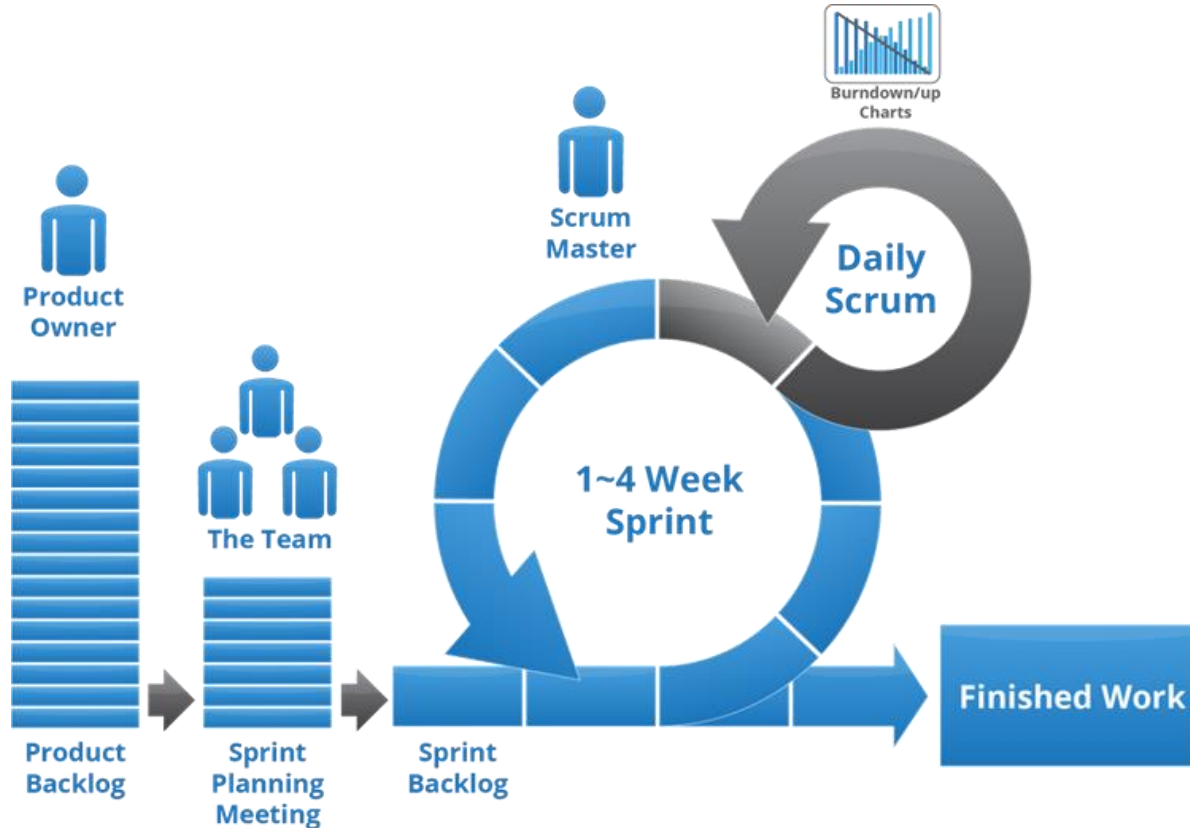 Burndown/up
Charts
Scrum
Master
Product
Owner
Daily
Scrum
The Team
1~4 Week
Sprint
Finished Work
Product
Backlog
Sprint
Planning
Meeting
Sprint
Backlog